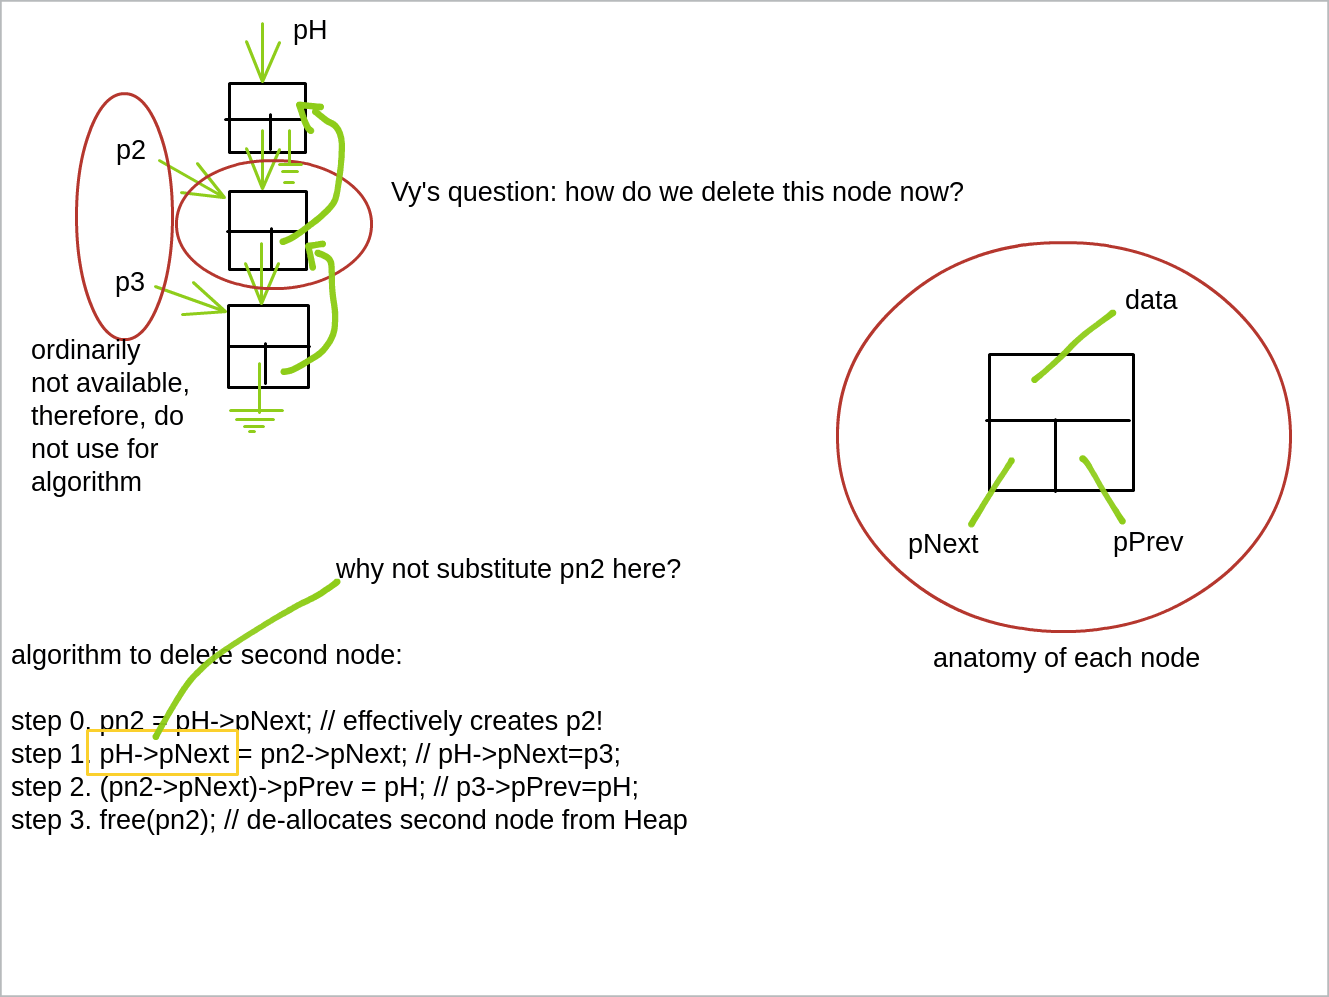 pH
p2
Vy's question: how do we delete this node now?
p3
data
ordinarily
not available,
therefore, do
not use for
algorithm
pNext
pPrev
why not substitute pn2 here?
algorithm to delete second node:
anatomy of each node
step 0. pn2 = pH->pNext; // effectively creates p2!
step 1. pH->pNext = pn2->pNext; // pH->pNext=p3;
step 2. (pn2->pNext)->pPrev = pH; // p3->pPrev=pH;
step 3. free(pn2); // de-allocates second node from Heap